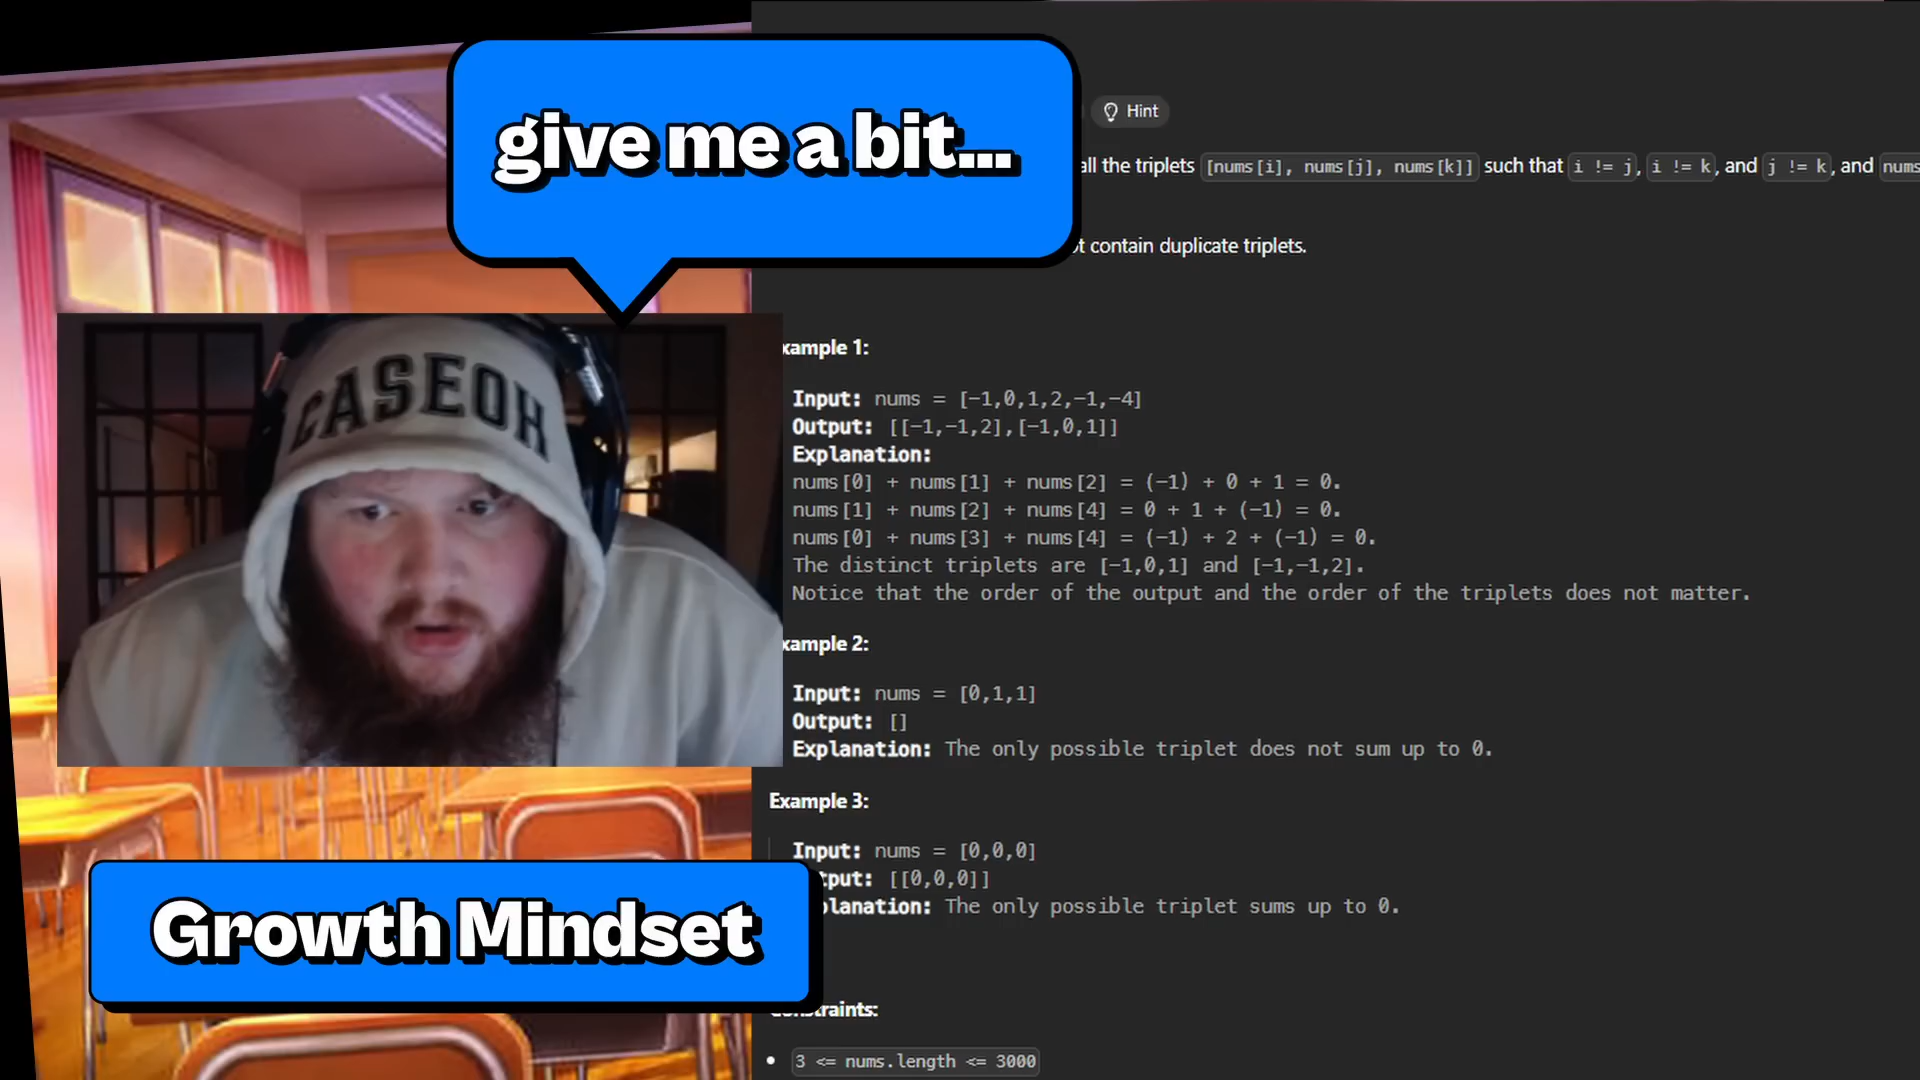 give me a bit...
Hint
all the triplets [nums[i], nums[j], nums[k]] such that i != j, i != k, and j != k, and nums
contain duplicate triplets.
CASEOH
xample 1:
Input: nums = [-1,0,1,2,-1,-4]
Output: [[-1,-1,2],[-1,0,1]]
Explanation:
nums[0] + nums[1] + nums[2] = (-1) + 0 + 1 = 0.
nums[1] + nums[2] + nums[4] = 0 + 1 + (-1) = 0.
nums[0] + nums[3] + nums[4] = (-1) + 2 + (-1) = 0.
The distinct triplets are [-1,0,1] and [-1,-1,2].
Notice that the order of the output and the order of the triplets does not matter.
xample 2:
Input: nums = [0,1,1]
Output: []
Explanation: The only possible triplet does not sum up to 0.
Example 3:
Input: nums = [0,0,0]
tput: [[0,0,0]]
planation: The only possible triplet sums up to 0.
Growth Mindset
Constraints:
3 <= nums.length <= 3000